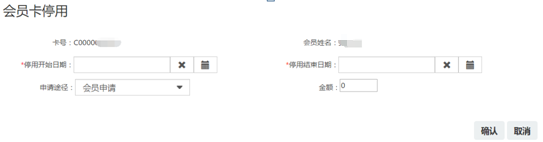 会员卡停用
卡号：C0000 会员姓名：
*停用开始日期： *停用结束日期：
申请途径： 会员申请 金额： 0
确认 取消